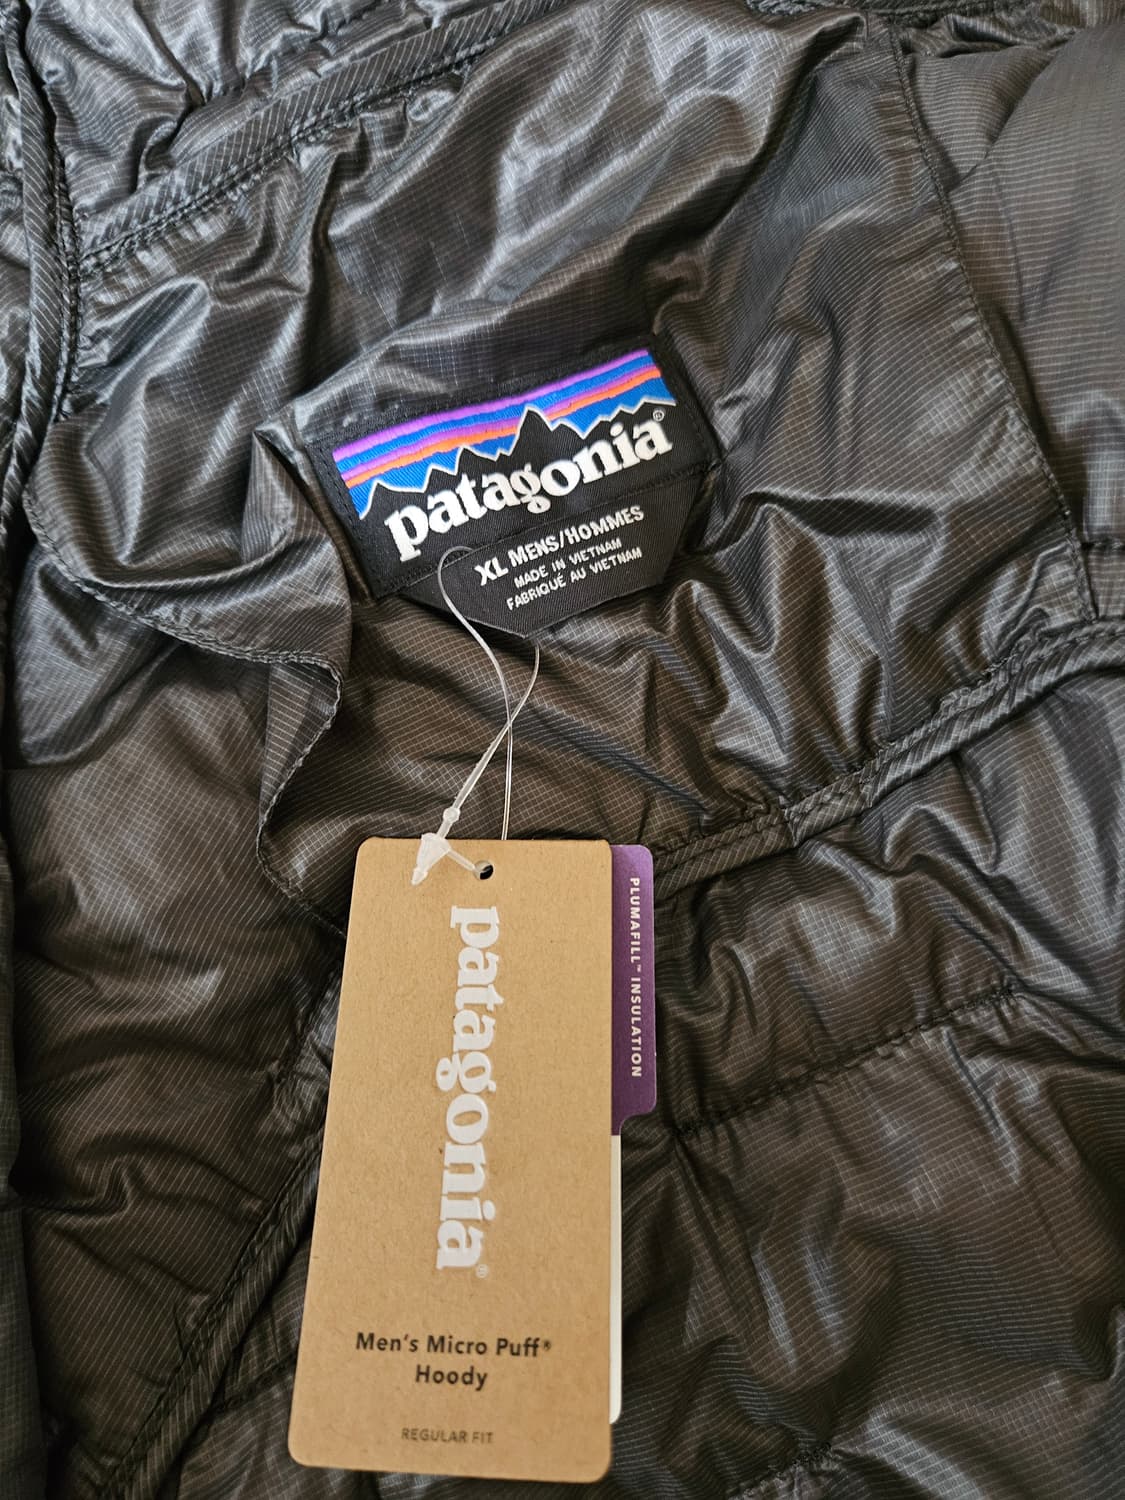 patagonia®
XL MENS/HOMMES
MADE IN VIETNAM
FABRIQUÉ AU VIETNAM
patagonia®
PLUMAFILL™ INSULATION
Men's Micro Puff®
Hoody
REGULAR FIT